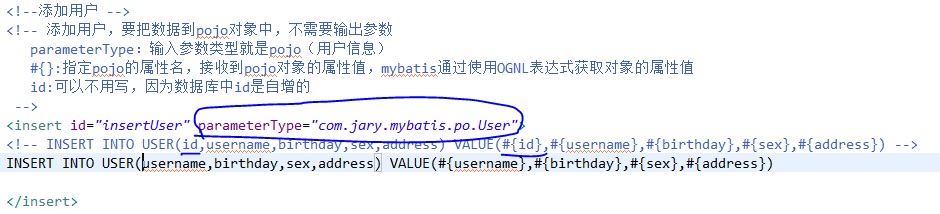 <!--添加用户 -->
<!-- 添加用户，要把数据到pojo对象中，不需要输出参数
parameterType：输入参数类型就是pojo（用户信息）
#{}:指定pojo的属性名，接收到pojo对象的属性值，mybatis通过使用OGNL表达式获取对象的属性值
id:可以不用写，因为数据库中id是自增的
-->
<insert id="insertUser" parameterType="com.jary.mybatis.po.User">
<!-- INSERT INTO USER(id,username,birthday,sex,address) VALUE(#{id},#{username},#{birthday},#{sex},#{address}) -->
INSERT INTO USER(username,birthday,sex,address) VALUE(#{username},#{birthday},#{sex},#{address})
</insert>